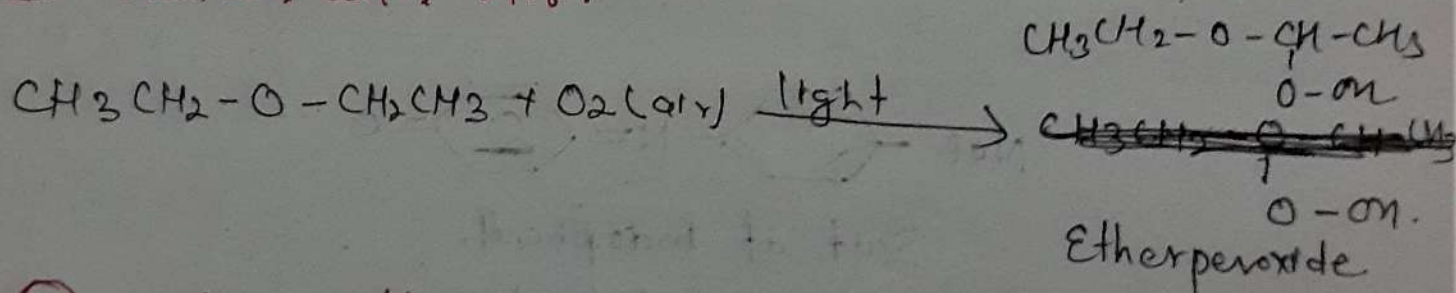 CH3CH2-O-CH-CH3
O-OH
CH3CH2-O-CH2CH3 + O2 (air) light
O-OH.
Etherperoxide